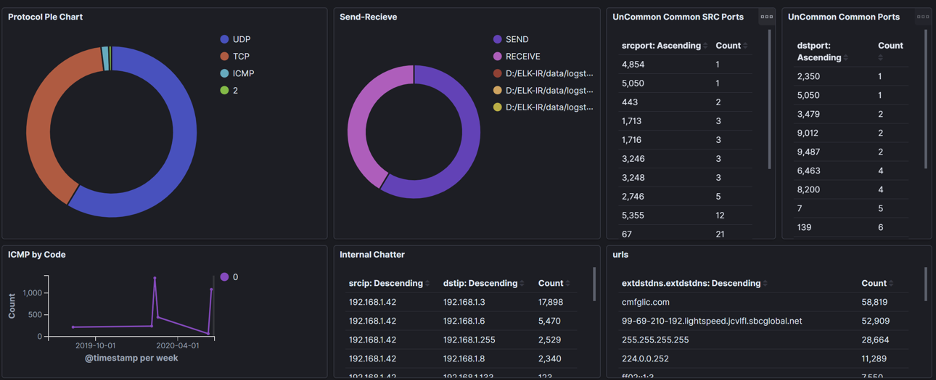 Protocol Pie Chart
UDP
TCP
ICMP
2
Send-Recieve
SEND
RECEIVE
D:/ELK-IR/data/logst...
D:/ELK-IR/data/logst...
D:/ELK-IR/data/logst...
UnCommon Common SRC Ports
srcport: Ascending Count
4,854 1
5,050 1
443 2
1,713 3
1,716 3
3,246 3
3,248 3
2,746 5
5,355 12
67 21
UnCommon Common Ports
dstport: Ascending Count
2,350 1
5,050 1
3,479 2
9,012 2
9,487 2
6,463 4
8,200 4
7 5
139 6
ICMP by Code
0
Count
1,000
500
0
2019-10-01 2020-04-01
@timestamp per week
Internal Chatter
srcip: Descending dstip: Descending Count
192.168.1.42 192.168.1.3 17,898
192.168.1.42 192.168.1.6 5,470
192.168.1.42 192.168.1.255 2,529
192.168.1.42 192.168.1.8 2,340
192.168.1.42 192.168.1.133 123
urls
extdstdns.extdstdns: Descending Count
cmfgilc.com 58,819
99-69-210-192.lightspeed.jcvlfl.sbcglobal.net 52,909
255.255.255.255 28,664
224.0.0.252 11,289
ff02:1:3 7,550